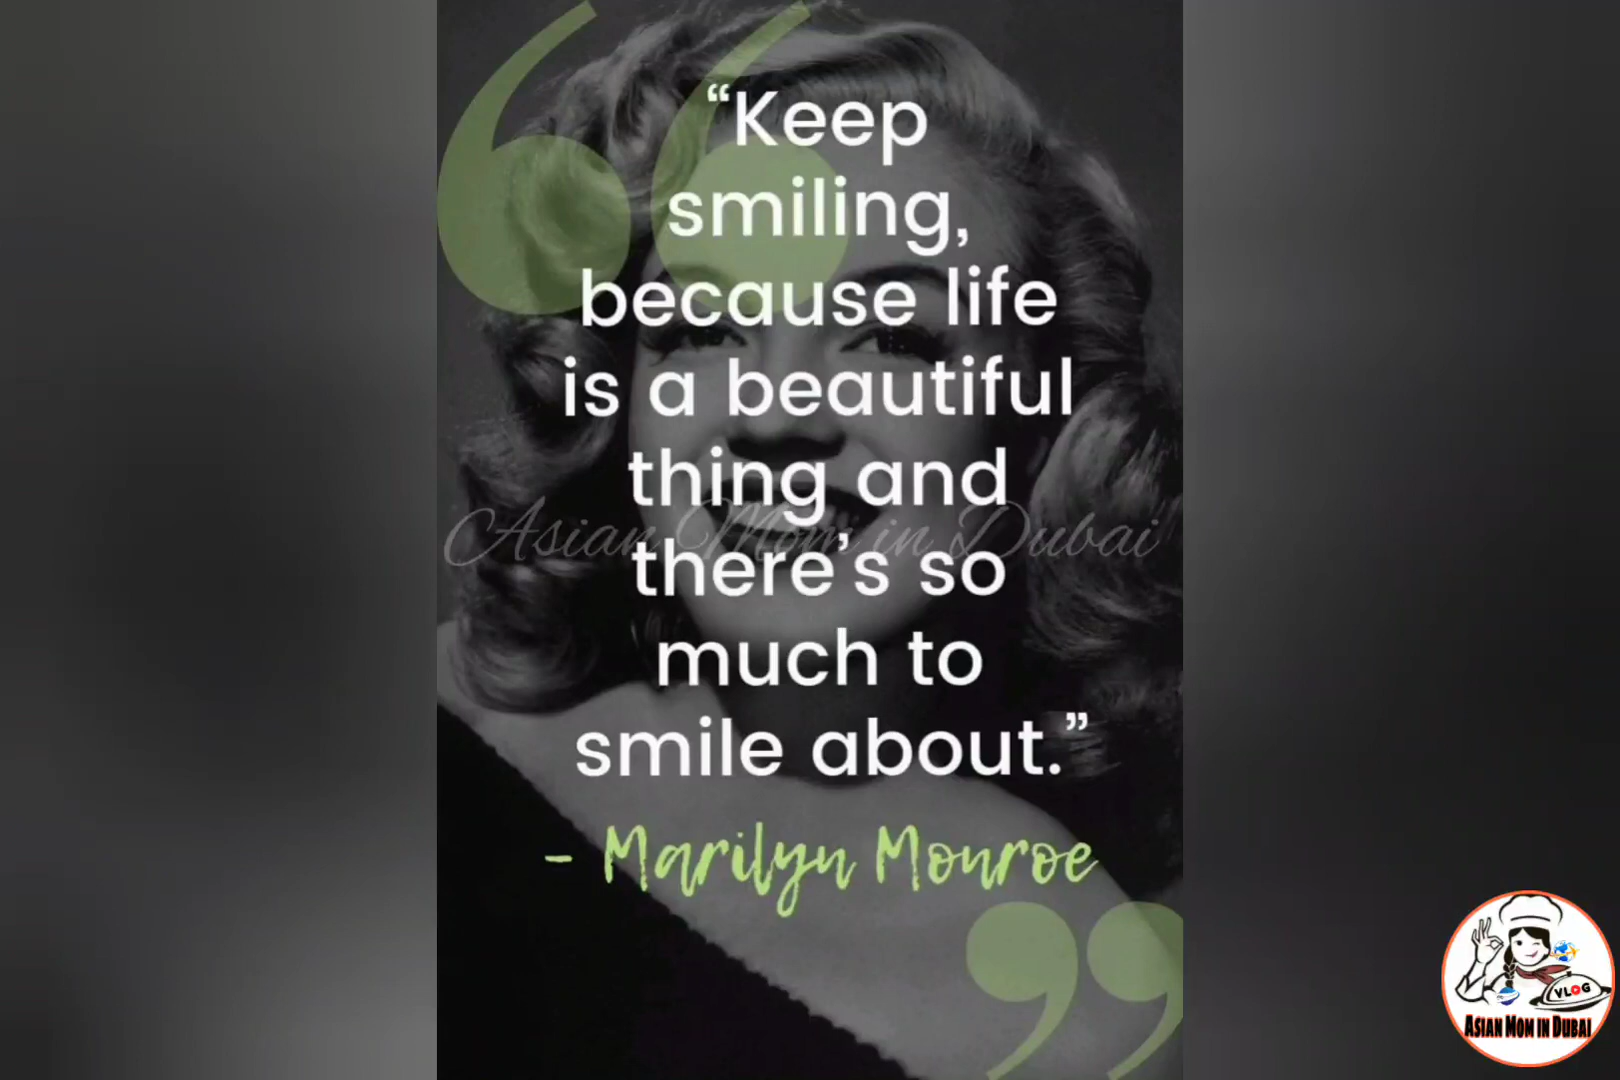 “Keep
smiling,
because life
is a beautiful
thing and
Asian Mom in Dubai
there’s so
much to
smile about.”
- Marilyn Monroe
VLOG
ASIAN MOM IN DUBAI